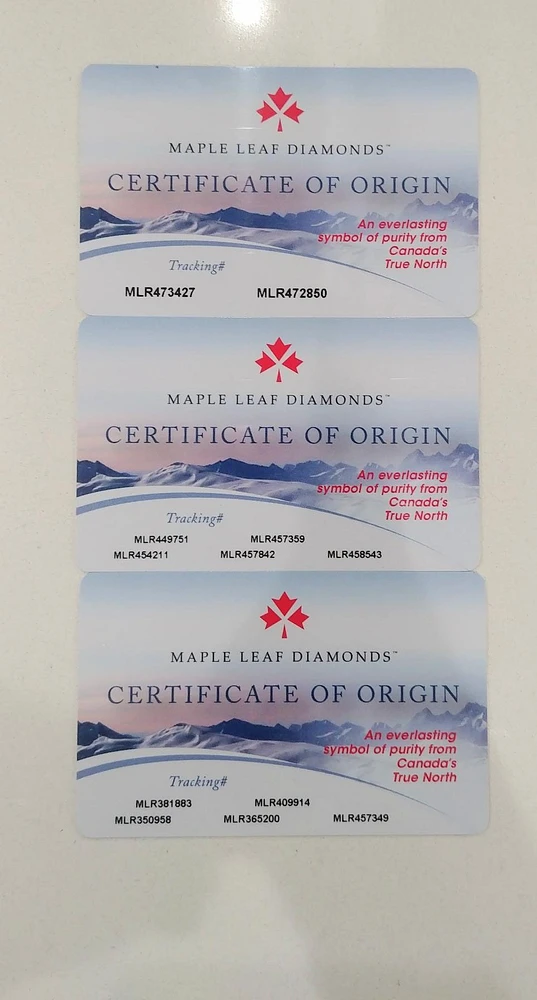 MAPLE LEAF DIAMONDS™
CERTIFICATE OF ORIGIN
An everlasting
symbol of purity from
Canada's
True North
Tracking#
MLR473427 MLR472850
MAPLE LEAF DIAMONDS™
CERTIFICATE OF ORIGIN
An everlasting
symbol of purity from
Canada's
True North
Tracking#
MLR449751 MLR457359
MLR454211 MLR457842 MLR458543
MAPLE LEAF DIAMONDS™
CERTIFICATE OF ORIGIN
An everlasting
symbol of purity from
Canada's
True North
Tracking#
MLR381883 MLR409914
MLR350958 MLR365200 MLR457349